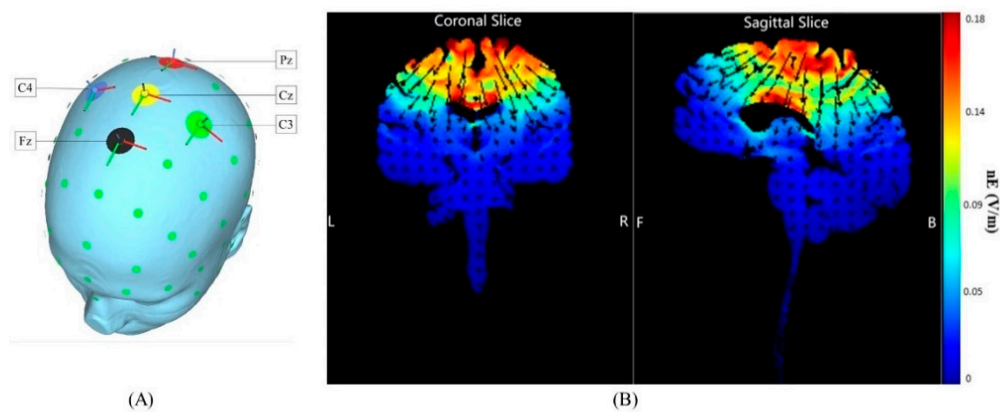 Pz
C4
Cz
C3
Fz
(A)
Coronal Slice
Sagittal Slice
L
R
F
B
0.18
0.14
0.09
0.05
0
nE (V/m)
(B)